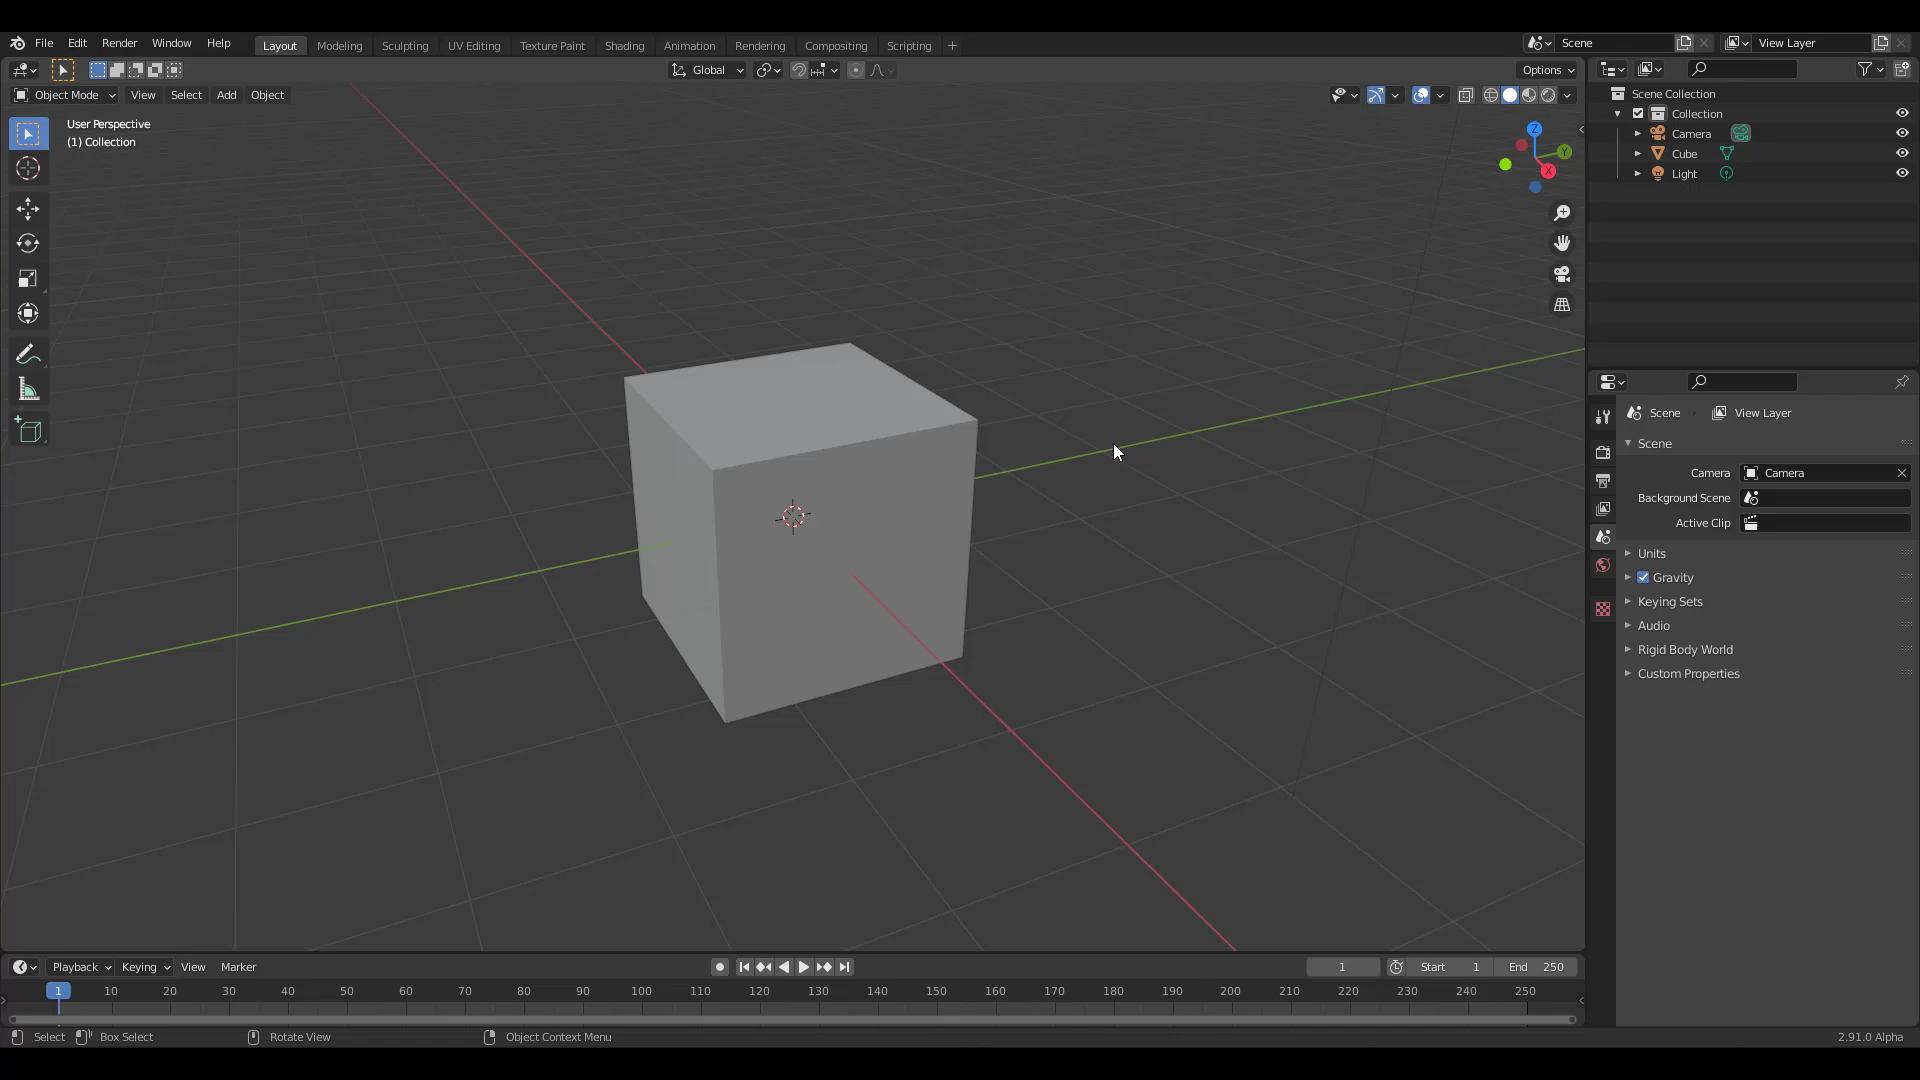 File Edit Render Window Help Layout Modeling Sculpting UV Editing Texture Paint Shading Animation Rendering Compositing Scripting + Scene View Layer
Global Options
Object Mode View Select Add Object
User Perspective
(1) Collection
Z
Y
X
Scene Collection
Collection
Camera
Cube
Light
Scene View Layer
Scene
Camera Camera
Background Scene
Active Clip
Units
Gravity
Keying Sets
Audio
Rigid Body World
Custom Properties
Playback Keying View Marker 1 Start 1 End 250
1 10 20 30 40 50 60 70 80 90 100 110 120 130 140 150 160 170 180 190 200 210 220 230 240 250
Select Box Select Rotate View Object Context Menu 2.91.0 Alpha